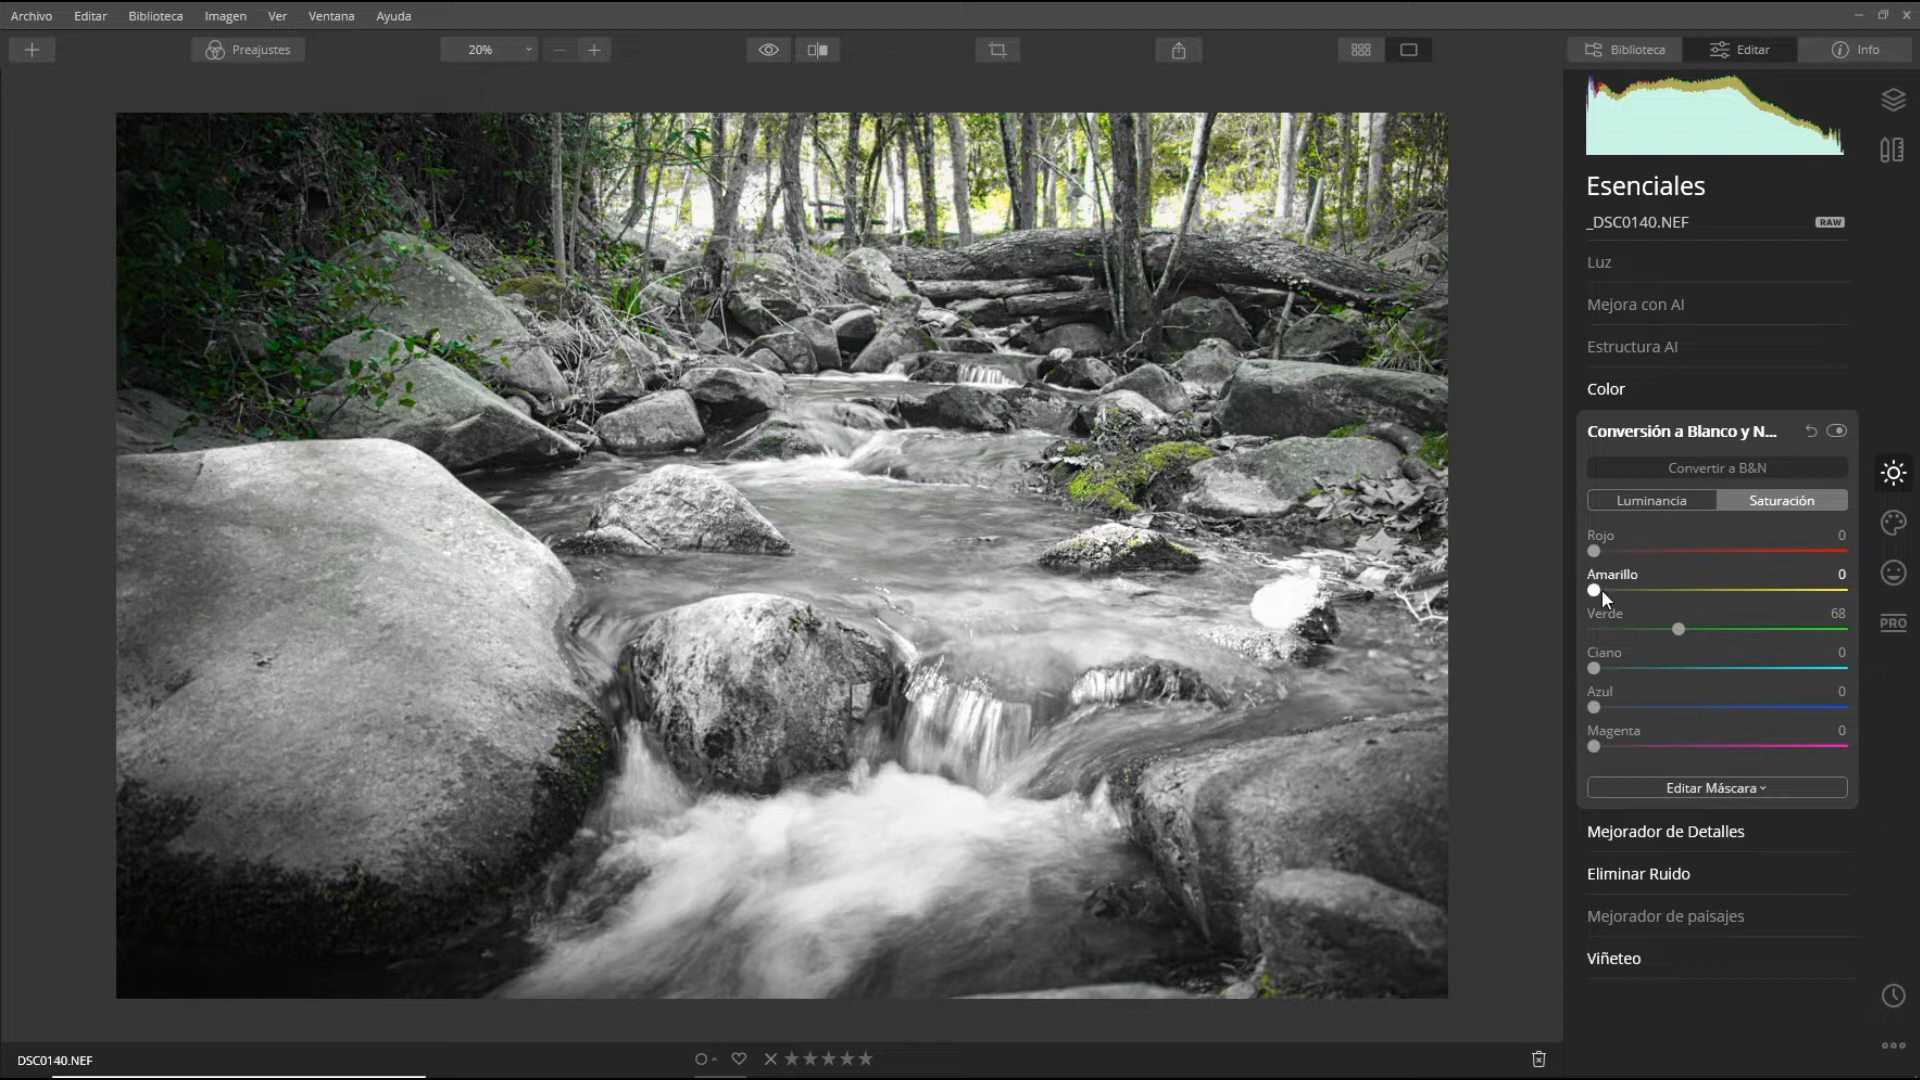 Archivo Editar Biblioteca Imagen Ver Ventana Ayuda
Preajustes 20% Biblioteca Editar Info
Esenciales
_DSC0140.NEF RAW
Luz
Mejora con AI
Estructura AI
Color
Conversión a Blanco y N...
Convertir a B&N
Luminancia Saturación
Rojo 0
Amarillo 0
Verde 68
Ciano 0
Azul 0
Magenta 0
Editar Máscara
PRO
Mejorador de Detalles
Eliminar Ruido
Mejorador de paisajes
Viñeteo
DSC0140.NEF